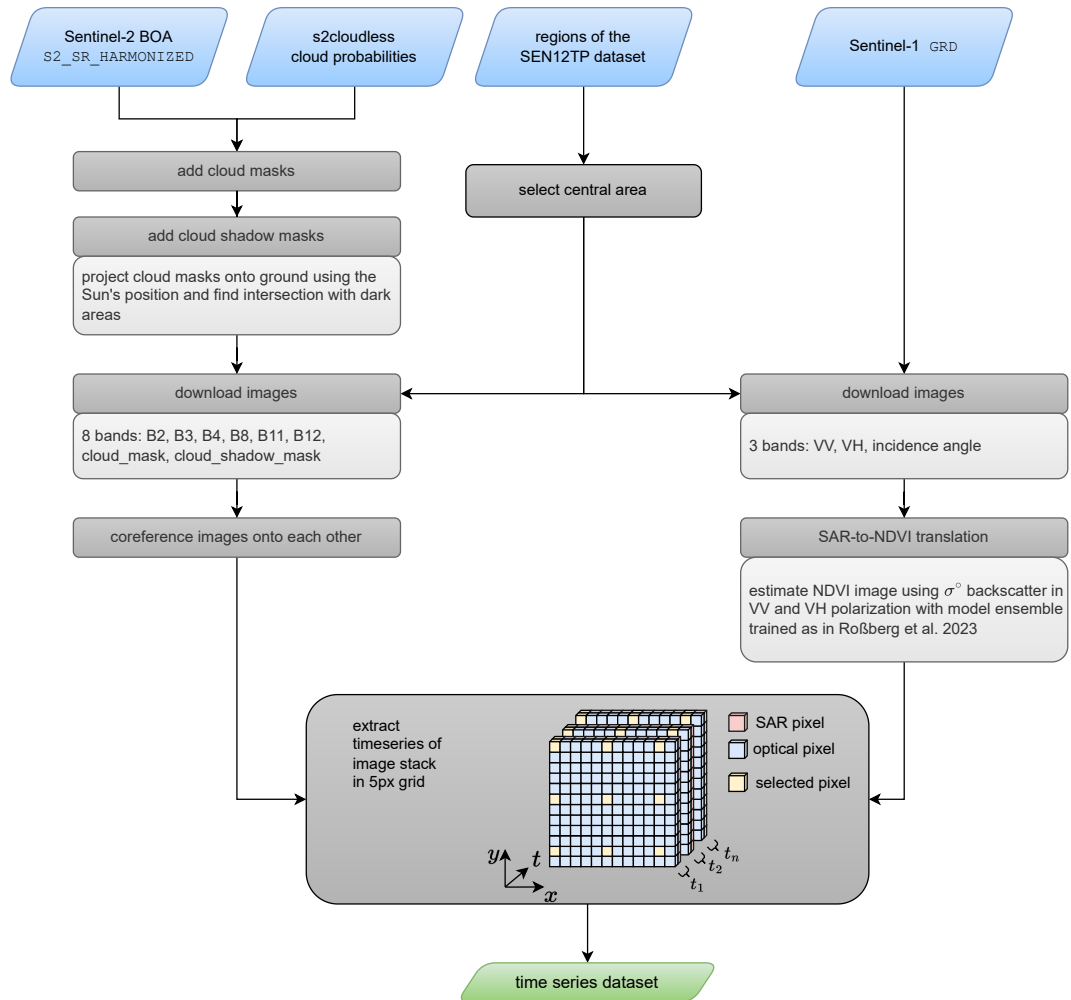 Sentinel-2 BOA
S2_SR_HARMONIZED
s2cloudless
cloud probabilities
regions of the
SEN12TP dataset
Sentinel-1 GRD
add cloud masks
select central area
add cloud shadow masks
project cloud masks onto ground using the
Sun's position and find intersection with dark
areas
download images
8 bands: B2, B3, B4, B8, B11, B12,
cloud_mask, cloud_shadow_mask
download images
3 bands: VV, VH, incidence angle
coreference images onto each other
SAR-to-NDVI translation
estimate NDVI image using σ° backscatter in
VV and VH polarization with model ensemble
trained as in Roßberg et al. 2023
extract
timeseries of
image stack
in 5px grid
SAR pixel
optical pixel
selected pixel
y
t
x
t₁
t₂
tₙ
time series dataset